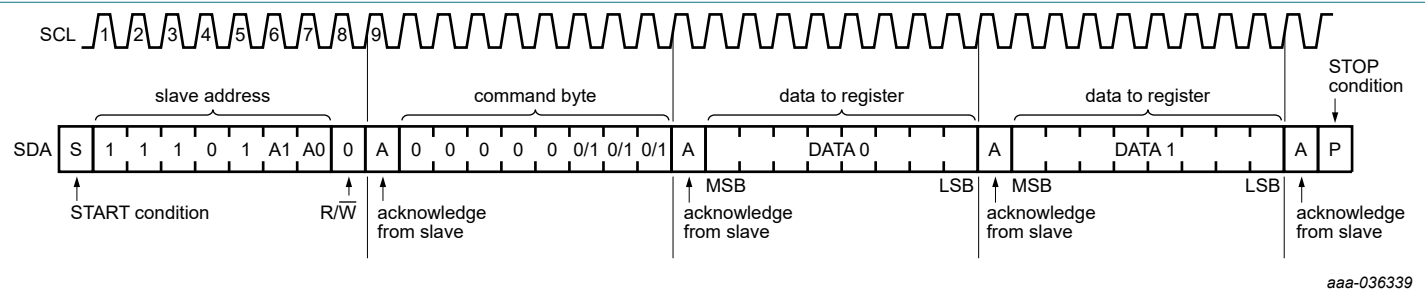 SCL 1 2 3 4 5 6 7 8 9
STOP
condition
slave address command byte data to register data to register
SDA S 1 1 1 0 1 A1 A0 0 A 0 0 0 0 0 0/1 0/1 0/1 A DATA 0 A DATA 1 A P
MSB LSB MSB LSB
START condition R/W̅ acknowledge acknowledge acknowledge acknowledge
from slave from slave from slave from slave
aaa-036339